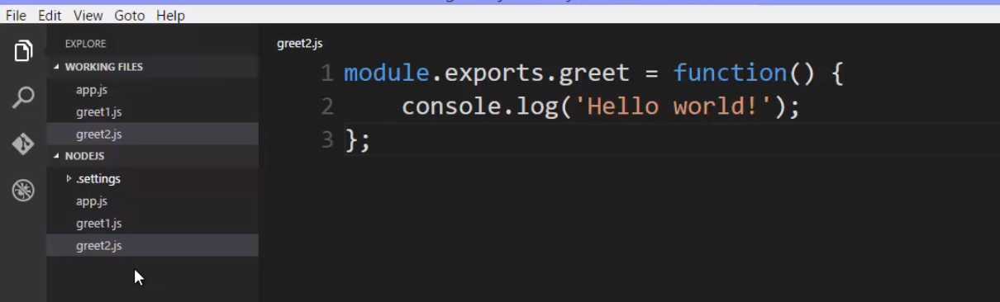 File Edit View Goto Help
EXPLORE
WORKING FILES
app.js
greet1.js
greet2.js
NODEJS
.settings
app.js
greet1.js
greet2.js
greet2.js
1 module.exports.greet = function() {
2 console.log('Hello world!');
3 };